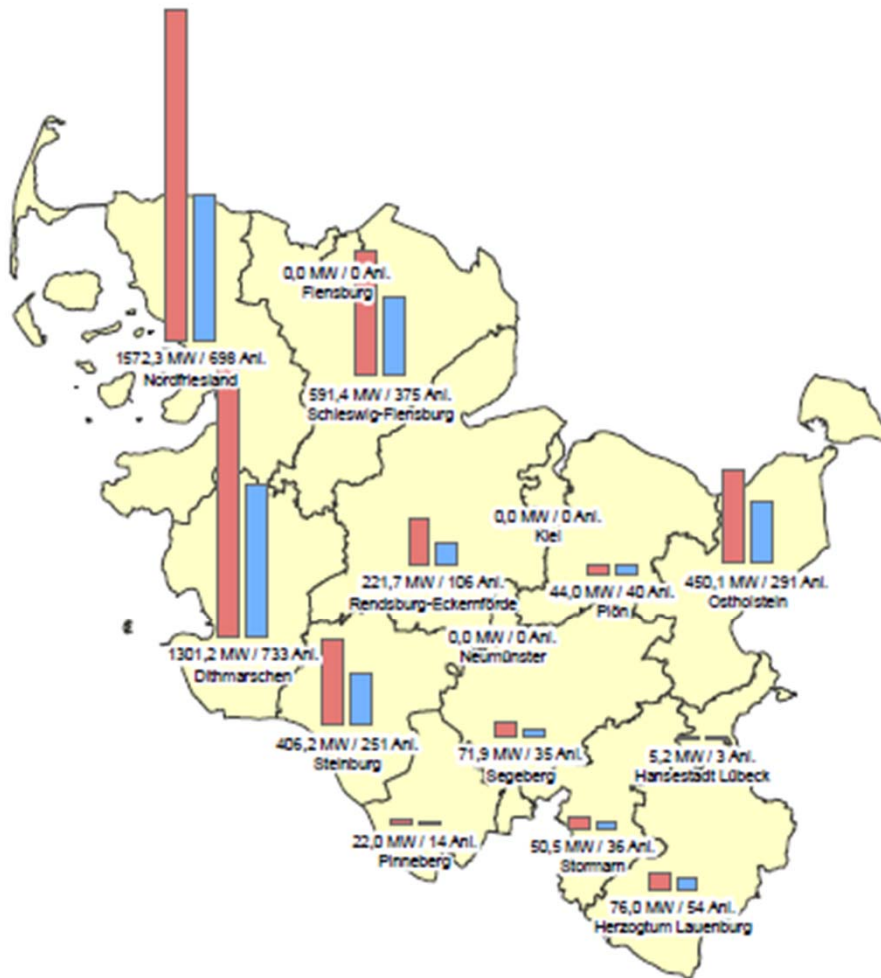 0,0 MW / 0 Anl.
Flensburg
1572,3 MW / 698 Anl.
Nordfriesland
591,4 MW / 375 Anl.
Schleswig-Flensburg
0,0 MW / 0 Anl.
Kiel
221,7 MW / 106 Anl.
Rendsburg-Eckernförde
44,0 MW / 40 Anl.
Plön
450,1 MW / 291 Anl.
Ostholstein
0,0 MW / 0 Anl.
Neumünster
1301,2 MW / 733 Anl.
Dithmarschen
406,2 MW / 251 Anl.
Steinburg
71,9 MW / 35 Anl.
Segeberg
5,2 MW / 3 Anl.
Hansestadt Lübeck
22,0 MW / 14 Anl.
Pinneberg
50,5 MW / 36 Anl.
Stormarn
76,0 MW / 54 Anl.
Herzogtum Lauenburg